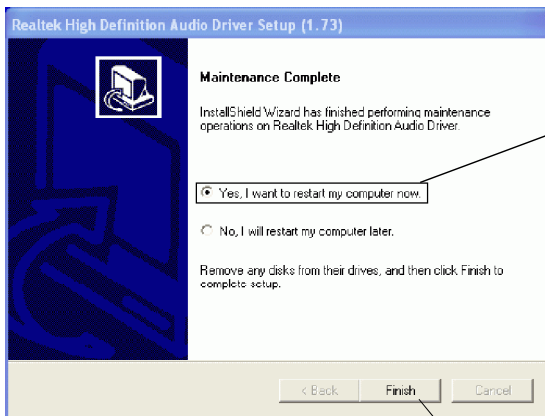 Realtek High Definition Audio Driver Setup (1.73)
Maintenance Complete
InstallShield Wizard has finished performing maintenance
operations on Realtek High Definition Audio Driver.
Yes, I want to restart my computer now.
No, I will restart my computer later.
Remove any disks from their drives, and then click Finish to
complete setup.
< Back
Finish
Cancel